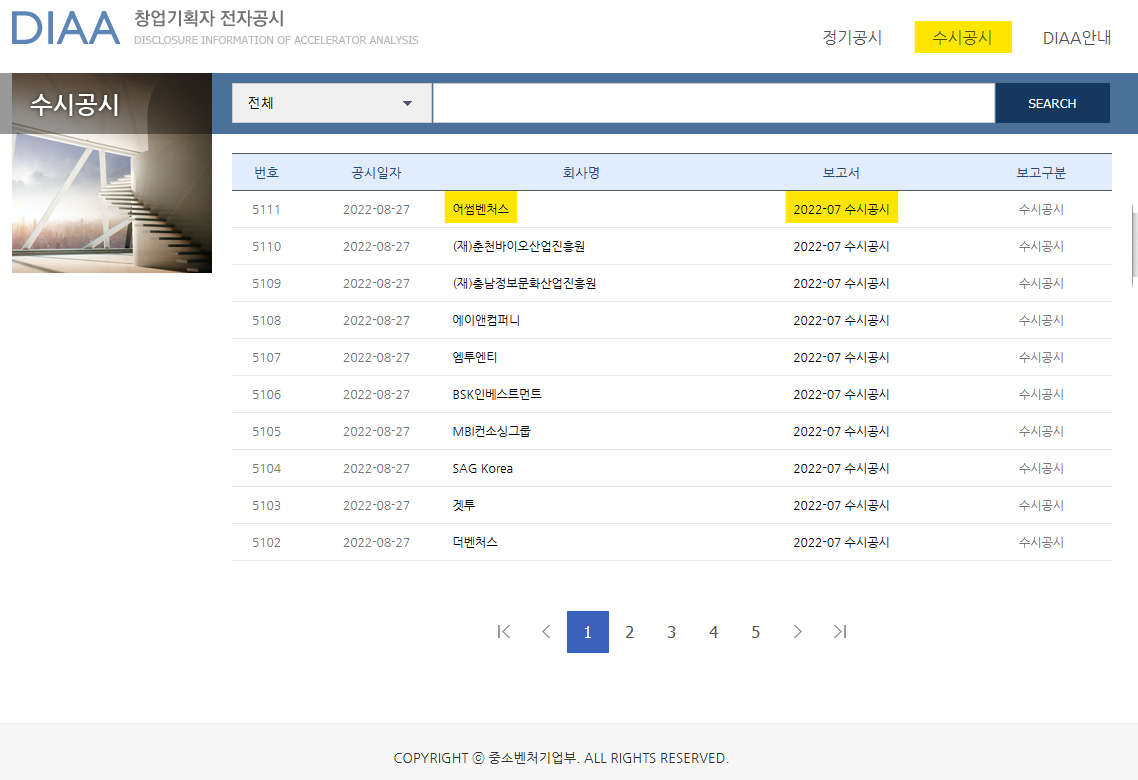 DIAA 창업기획자 전자공시
DISCLOSURE INFORMATION OF ACCELERATOR ANALYSIS
정기공시 수시공시 DIAA안내
수시공시 전체 SEARCH
번호 공시일자 회사명 보고서 보고구분
5111 2022-08-27 어썸벤처스 2022-07 수시공시 수시공시
5110 2022-08-27 (재)춘천바이오산업진흥원 2022-07 수시공시 수시공시
5109 2022-08-27 (재)충남정보문화산업진흥원 2022-07 수시공시 수시공시
5108 2022-08-27 에이앤컴퍼니 2022-07 수시공시 수시공시
5107 2022-08-27 엠투엔티 2022-07 수시공시 수시공시
5106 2022-08-27 BSK인베스트먼트 2022-07 수시공시 수시공시
5105 2022-08-27 MBI컨소싱그룹 2022-07 수시공시 수시공시
5104 2022-08-27 SAG Korea 2022-07 수시공시 수시공시
5103 2022-08-27 겟투 2022-07 수시공시 수시공시
5102 2022-08-27 더벤처스 2022-07 수시공시 수시공시
1 2 3 4 5
COPYRIGHT ⓒ 중소벤처기업부. ALL RIGHTS RESERVED.